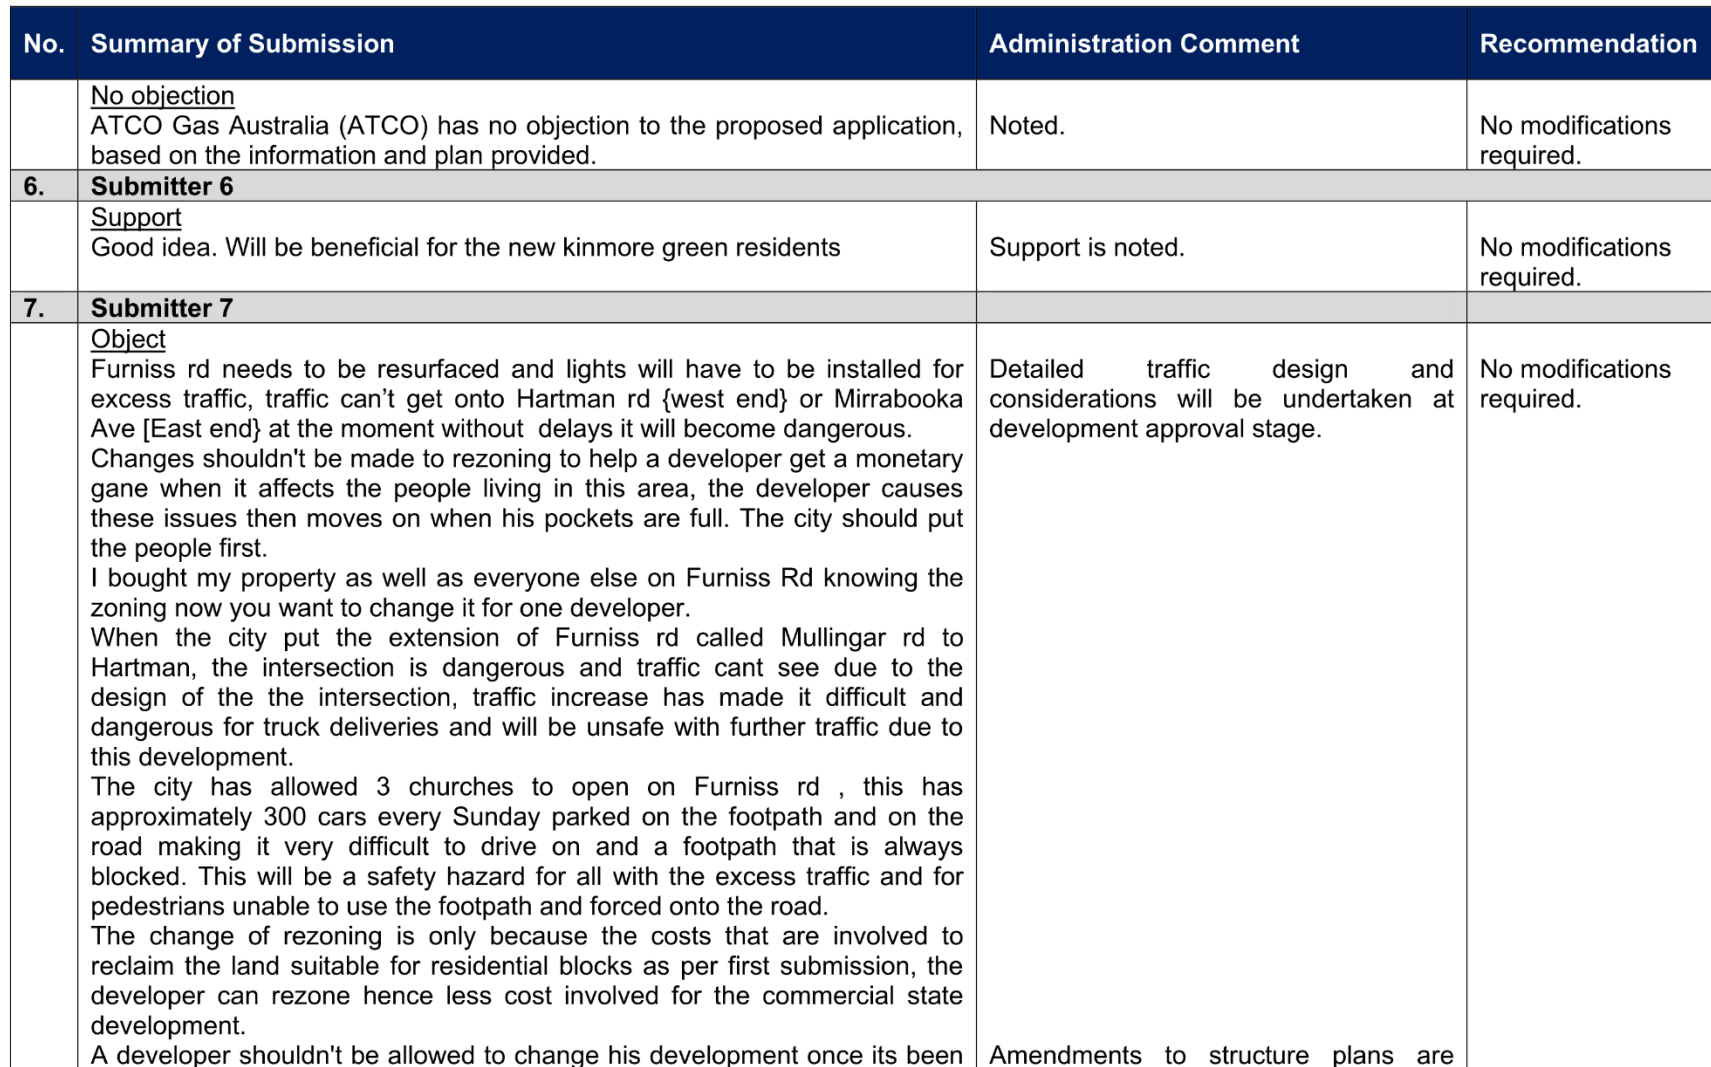 No. Summary of Submission Administration Comment Recommendation
No objection
ATCO Gas Australia (ATCO) has no objection to the proposed application, Noted. No modifications
based on the information and plan provided. required.
6. Submitter 6
Support
Good idea. Will be beneficial for the new kinmore green residents Support is noted. No modifications
required.
7. Submitter 7
Object
Furniss rd needs to be resurfaced and lights will have to be installed for Detailed traffic design and No modifications
excess traffic, traffic can’t get onto Hartman rd {west end} or Mirrabooka considerations will be undertaken at required.
Ave [East end} at the moment without  delays it will become dangerous. development approval stage.
Changes shouldn't be made to rezoning to help a developer get a monetary
gane when it affects the people living in this area, the developer causes
these issues then moves on when his pockets are full. The city should put
the people first.
I bought my property as well as everyone else on Furniss Rd knowing the
zoning now you want to change it for one developer.
When the city put the extension of Furniss rd called Mullingar rd to
Hartman, the intersection is dangerous and traffic cant see due to the
design of the the intersection, traffic increase has made it difficult and
dangerous for truck deliveries and will be unsafe with further traffic due to
this development.
The city has allowed 3 churches to open on Furniss rd , this has
approximately 300 cars every Sunday parked on the footpath and on the
road making it very difficult to drive on and a footpath that is always
blocked. This will be a safety hazard for all with the excess traffic and for
pedestrians unable to use the footpath and forced onto the road.
The change of rezoning is only because the costs that are involved to
reclaim the land suitable for residential blocks as per first submission, the
developer can rezone hence less cost involved for the commercial state
development.
A developer shouldn't be allowed to change his development once its been Amendments to structure plans are